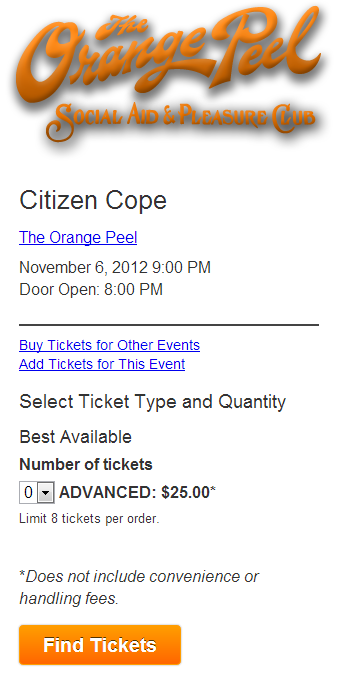 The
Orange Peel
Social Aid & Pleasure Club
Citizen Cope
The Orange Peel
November 6, 2012 9:00 PM
Door Open: 8:00 PM
Buy Tickets for Other Events
Add Tickets for This Event
Select Ticket Type and Quantity
Best Available
Number of tickets
0 ADVANCED: $25.00*
Limit 8 tickets per order.
*Does not include convenience or
handling fees.
Find Tickets